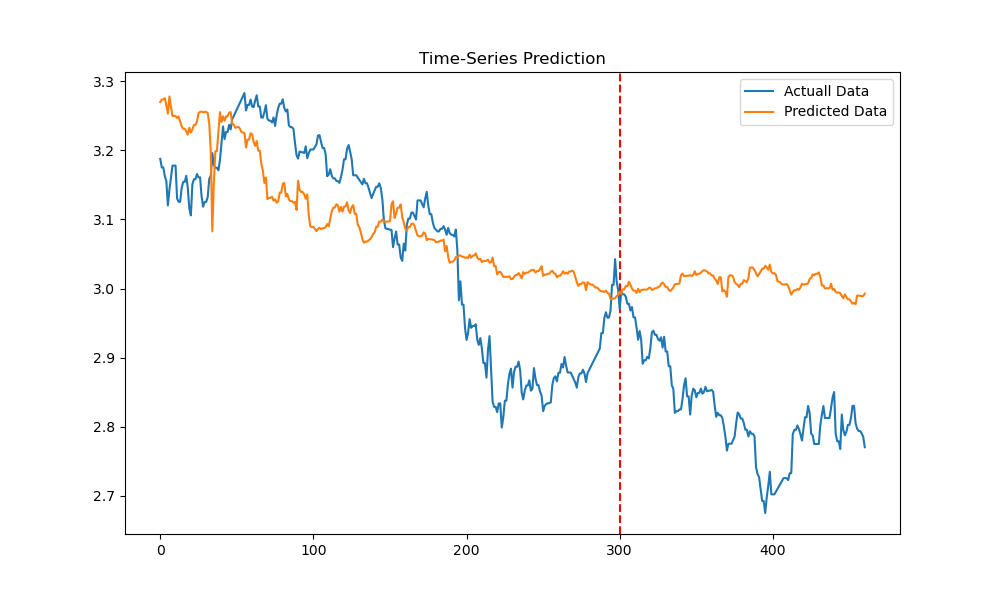 Time-Series Prediction
Actuall Data
Predicted Data
3.3
3.2
3.1
3.0
2.9
2.8
2.7
0 100 200 300 400